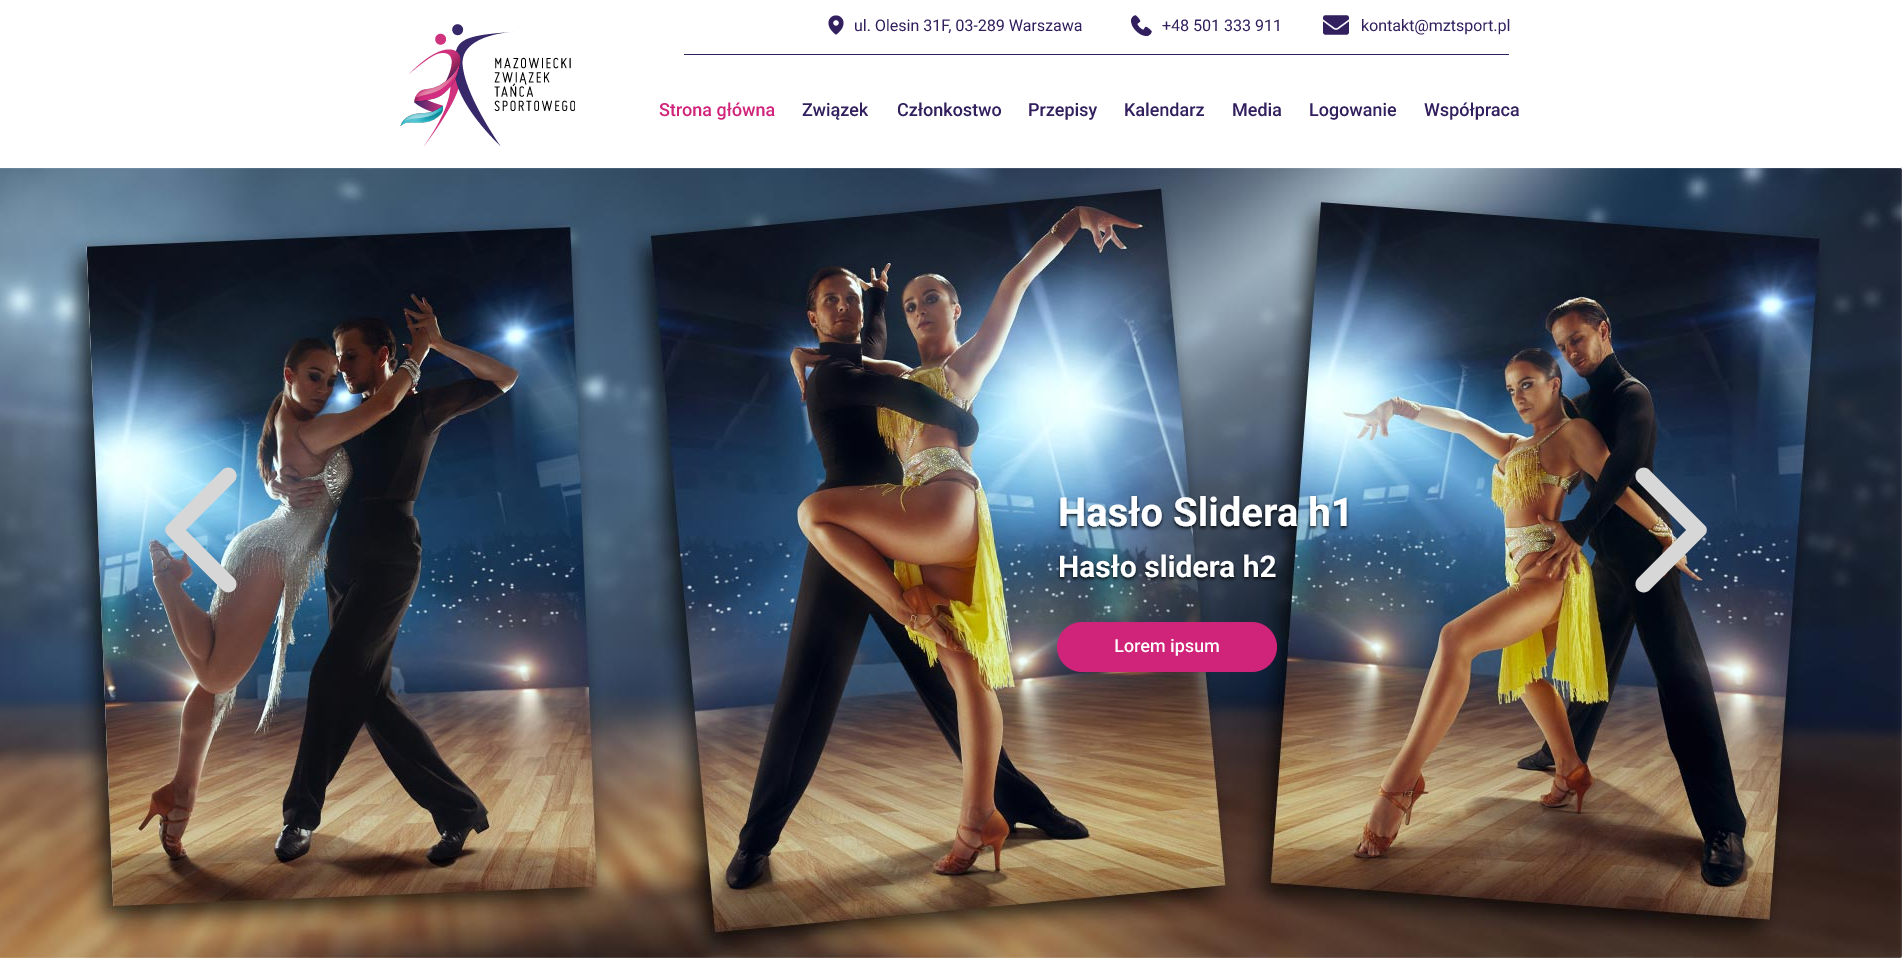 ul. Olesin 31F, 03-289 Warszawa
+48 501 333 911
kontakt@mztsport.pl
MAZOWIECKI
ZWIĄZEK
TAŃCA
SPORTOWEGO
Strona główna
Związek
Członkostwo
Przepisy
Kalendarz
Media
Logowanie
Współpraca
Hasło Slidera h1
Hasło slidera h2
Lorem ipsum